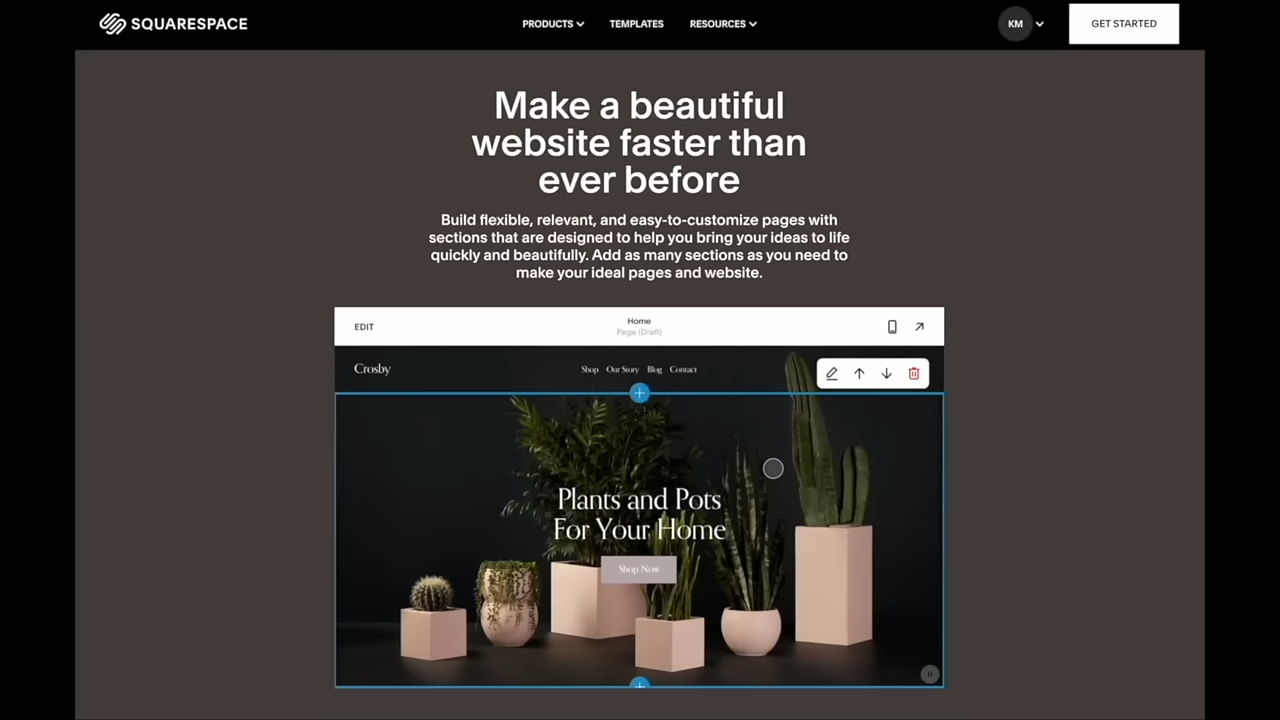 SQUARESPACE
PRODUCTS
TEMPLATES
RESOURCES
KM
GET STARTED
Make a beautiful
website faster than
ever before
Build flexible, relevant, and easy-to-customize pages with
sections that are designed to help you bring your ideas to life
quickly and beautifully. Add as many sections as you need to
make your ideal pages and website.
EDIT
Home
Page (Draft)
Crosby
Shop Our Story Blog Contact
Plants and Pots
For Your Home
Shop Now